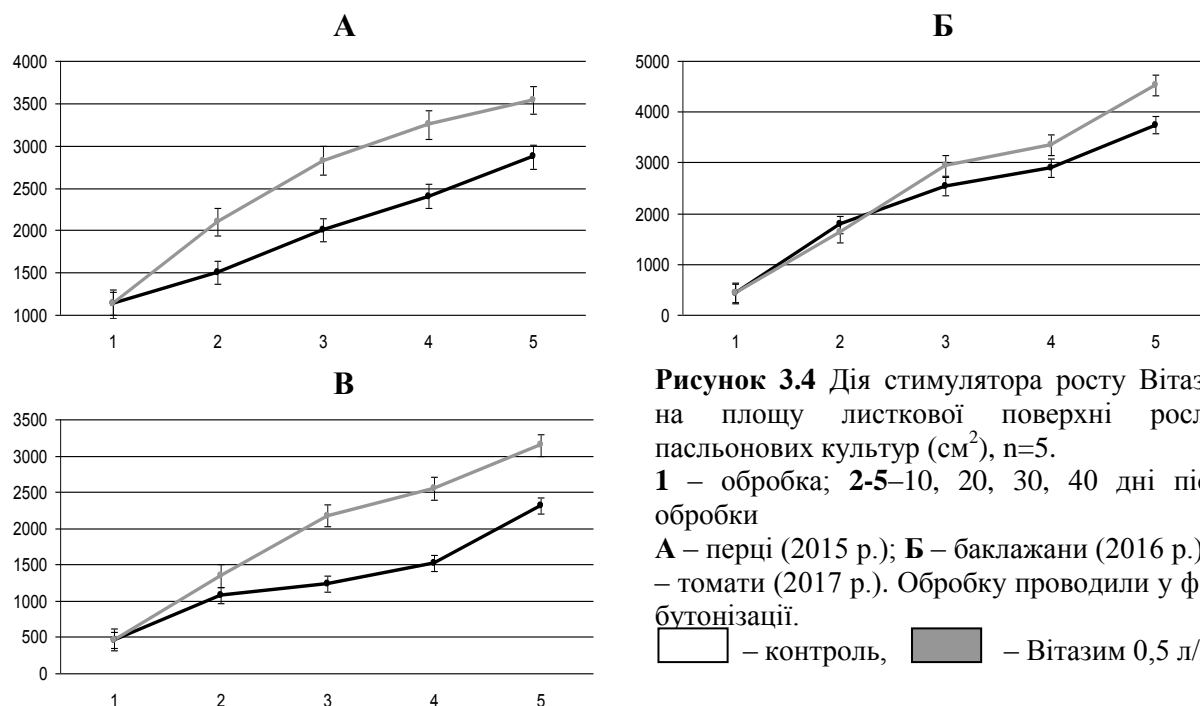 А
4000
3500
3000
2500
2000
1500
1000
1 2 3 4 5
Б
5000
4000
3000
2000
1000
0
1 2 3 4 5
В
3500
3000
2500
2000
1500
1000
500
0
1 2 3 4 5
Рисунок 3.4 Дія стимулятора росту Вітаз
на площу листкової поверхні росл
пасльонових культур (см²), n=5.
1 – обробка; 2-5–10, 20, 30, 40 дні піс
обробки
А – перці (2015 р.); Б – баклажани (2016 р.)
– томати (2017 р.). Обробку проводили у ф
бутонізації.
– контроль, – Вітазим 0,5 л/